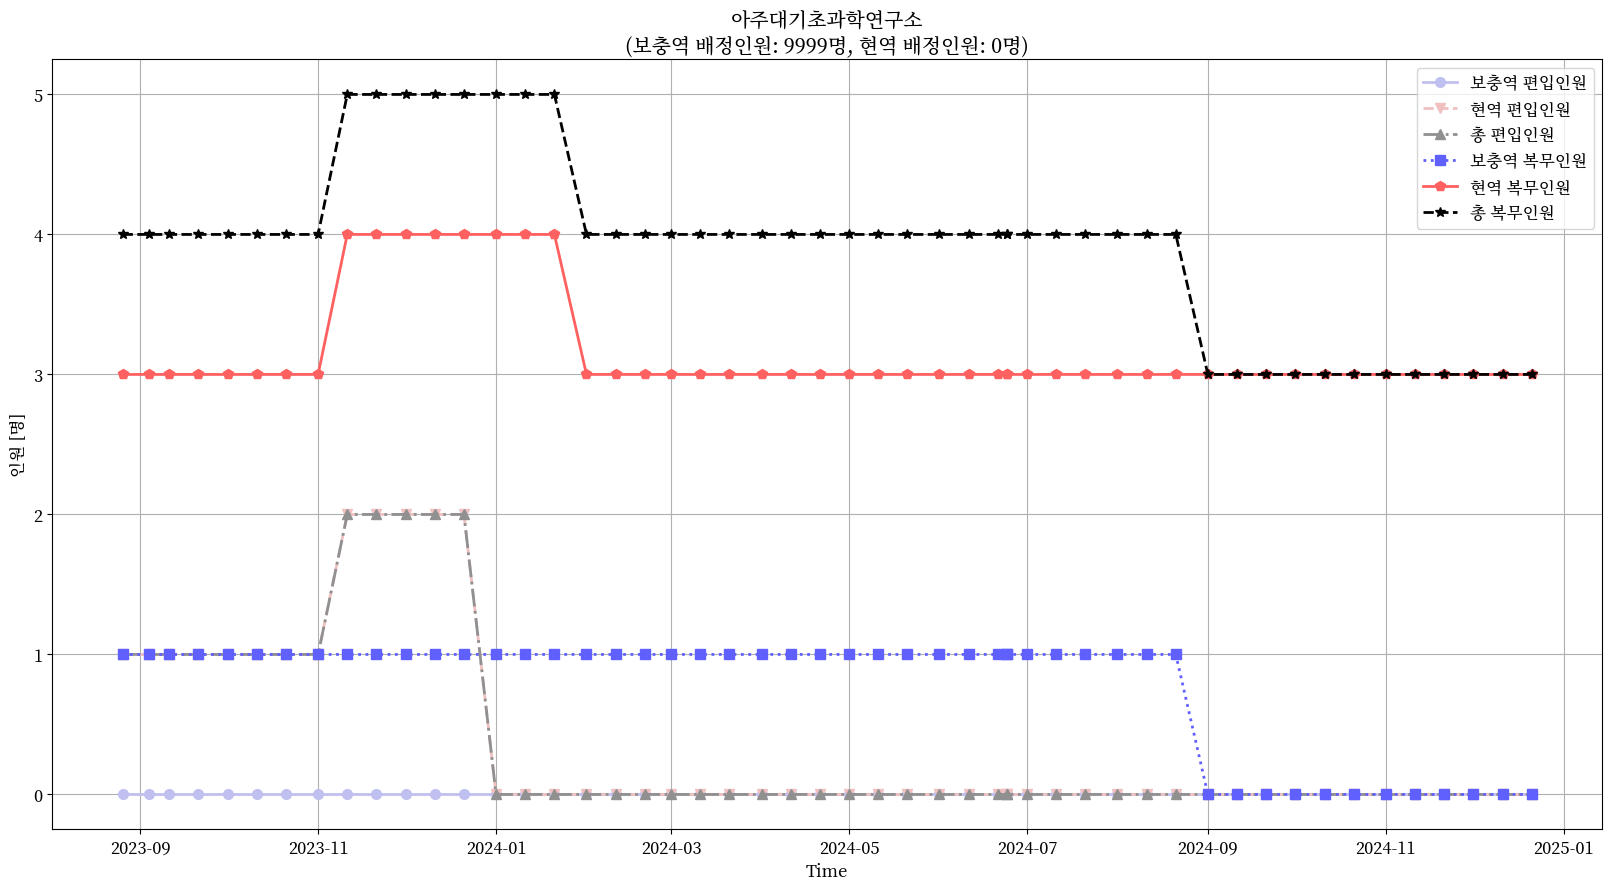 아주대기초과학연구소
(보충역 배정인원: 9999명, 현역 배정인원: 0명)
보충역 편입인원
현역 편입인원
총 편입인원
보충역 복무인원
현역 복무인원
총 복무인원
인원 [명]
5
4
3
2
1
0
2023-09
2023-11
2024-01
2024-03
2024-05
2024-07
2024-09
2024-11
2025-01
Time